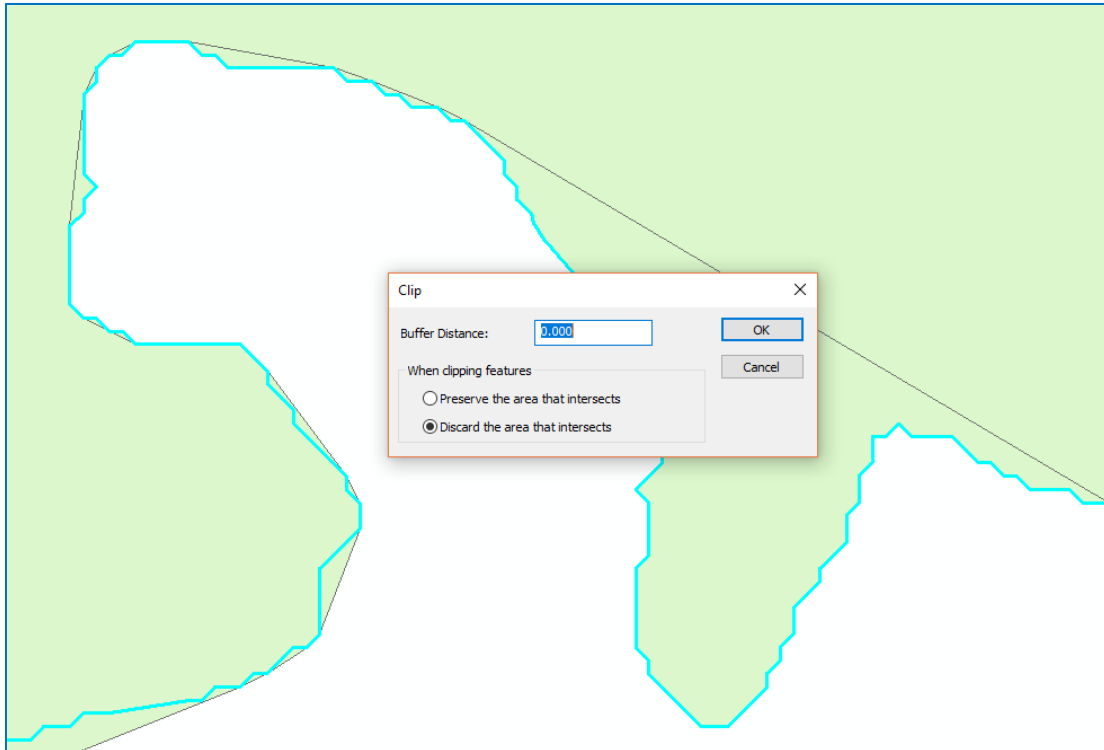 Clip
Buffer Distance: 0.000 OK
Cancel
When clipping features
Preserve the area that intersects
Discard the area that intersects